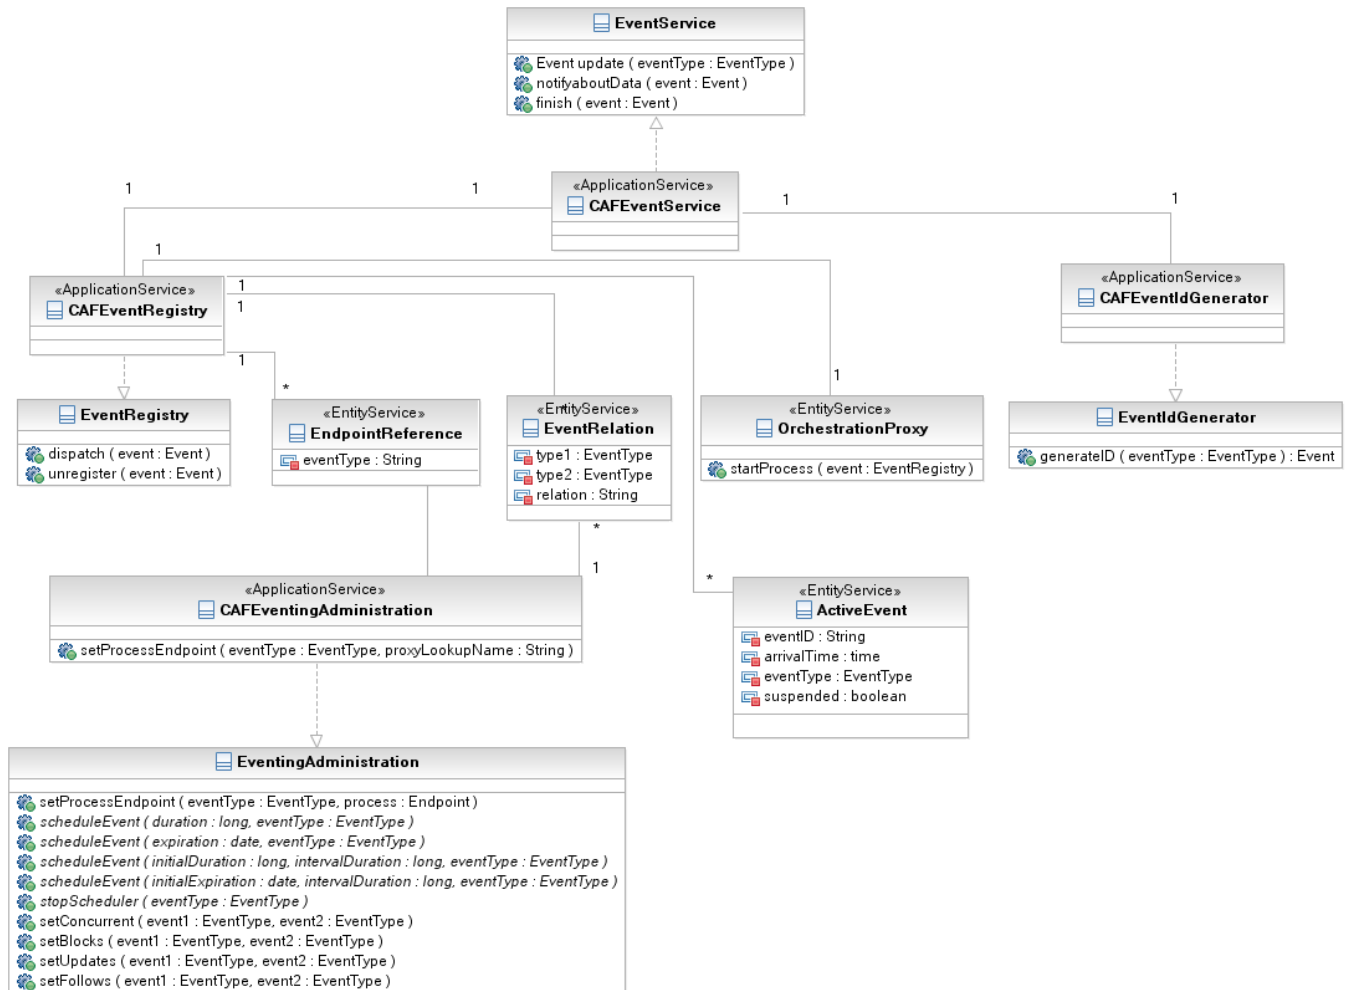 EventService
Event update ( eventType : EventType )
notifyaboutData ( event : Event )
finish ( event : Event )
«ApplicationService»
CAFEventService
1
1
1
1
1
«ApplicationService»
CAFEventRegistry
1
1
1
*
«ApplicationService»
CAFEventIdGenerator
EventRegistry
dispatch ( event : Event )
unregister ( event : Event )
«EntityService»
EndpointReference
eventType : String
«EntityService»
*
EventRelation
type1 : EventType
type2 : EventType
relation : String
*
1
1
«EntityService»
OrchestrationProxy
startProcess ( event : EventRegistry )
EventIdGenerator
generateID ( eventType : EventType ) : Event
«ApplicationService»
CAFEventingAdministration
setProcessEndpoint ( eventType : EventType, proxyLookupName : String )
*
«EntityService»
ActiveEvent
eventID : String
arrivalTime : time
eventType : EventType
suspended : boolean
EventingAdministration
setProcessEndpoint ( eventType : EventType, process : Endpoint )
scheduleEvent ( duration : long, eventType : EventType )
scheduleEvent ( expiration : date, eventType : EventType )
scheduleEvent ( initialDuration : long, intervalDuration : long, eventType : EventType )
scheduleEvent ( initialExpiration : date, intervalDuration : long, eventType : EventType )
stopScheduler ( eventType : EventType )
setConcurrent ( event1 : EventType, event2 : EventType )
setBlocks ( event1 : EventType, event2 : EventType )
setUpdates ( event1 : EventType, event2 : EventType )
setFollows ( event1 : EventType, event2 : EventType )